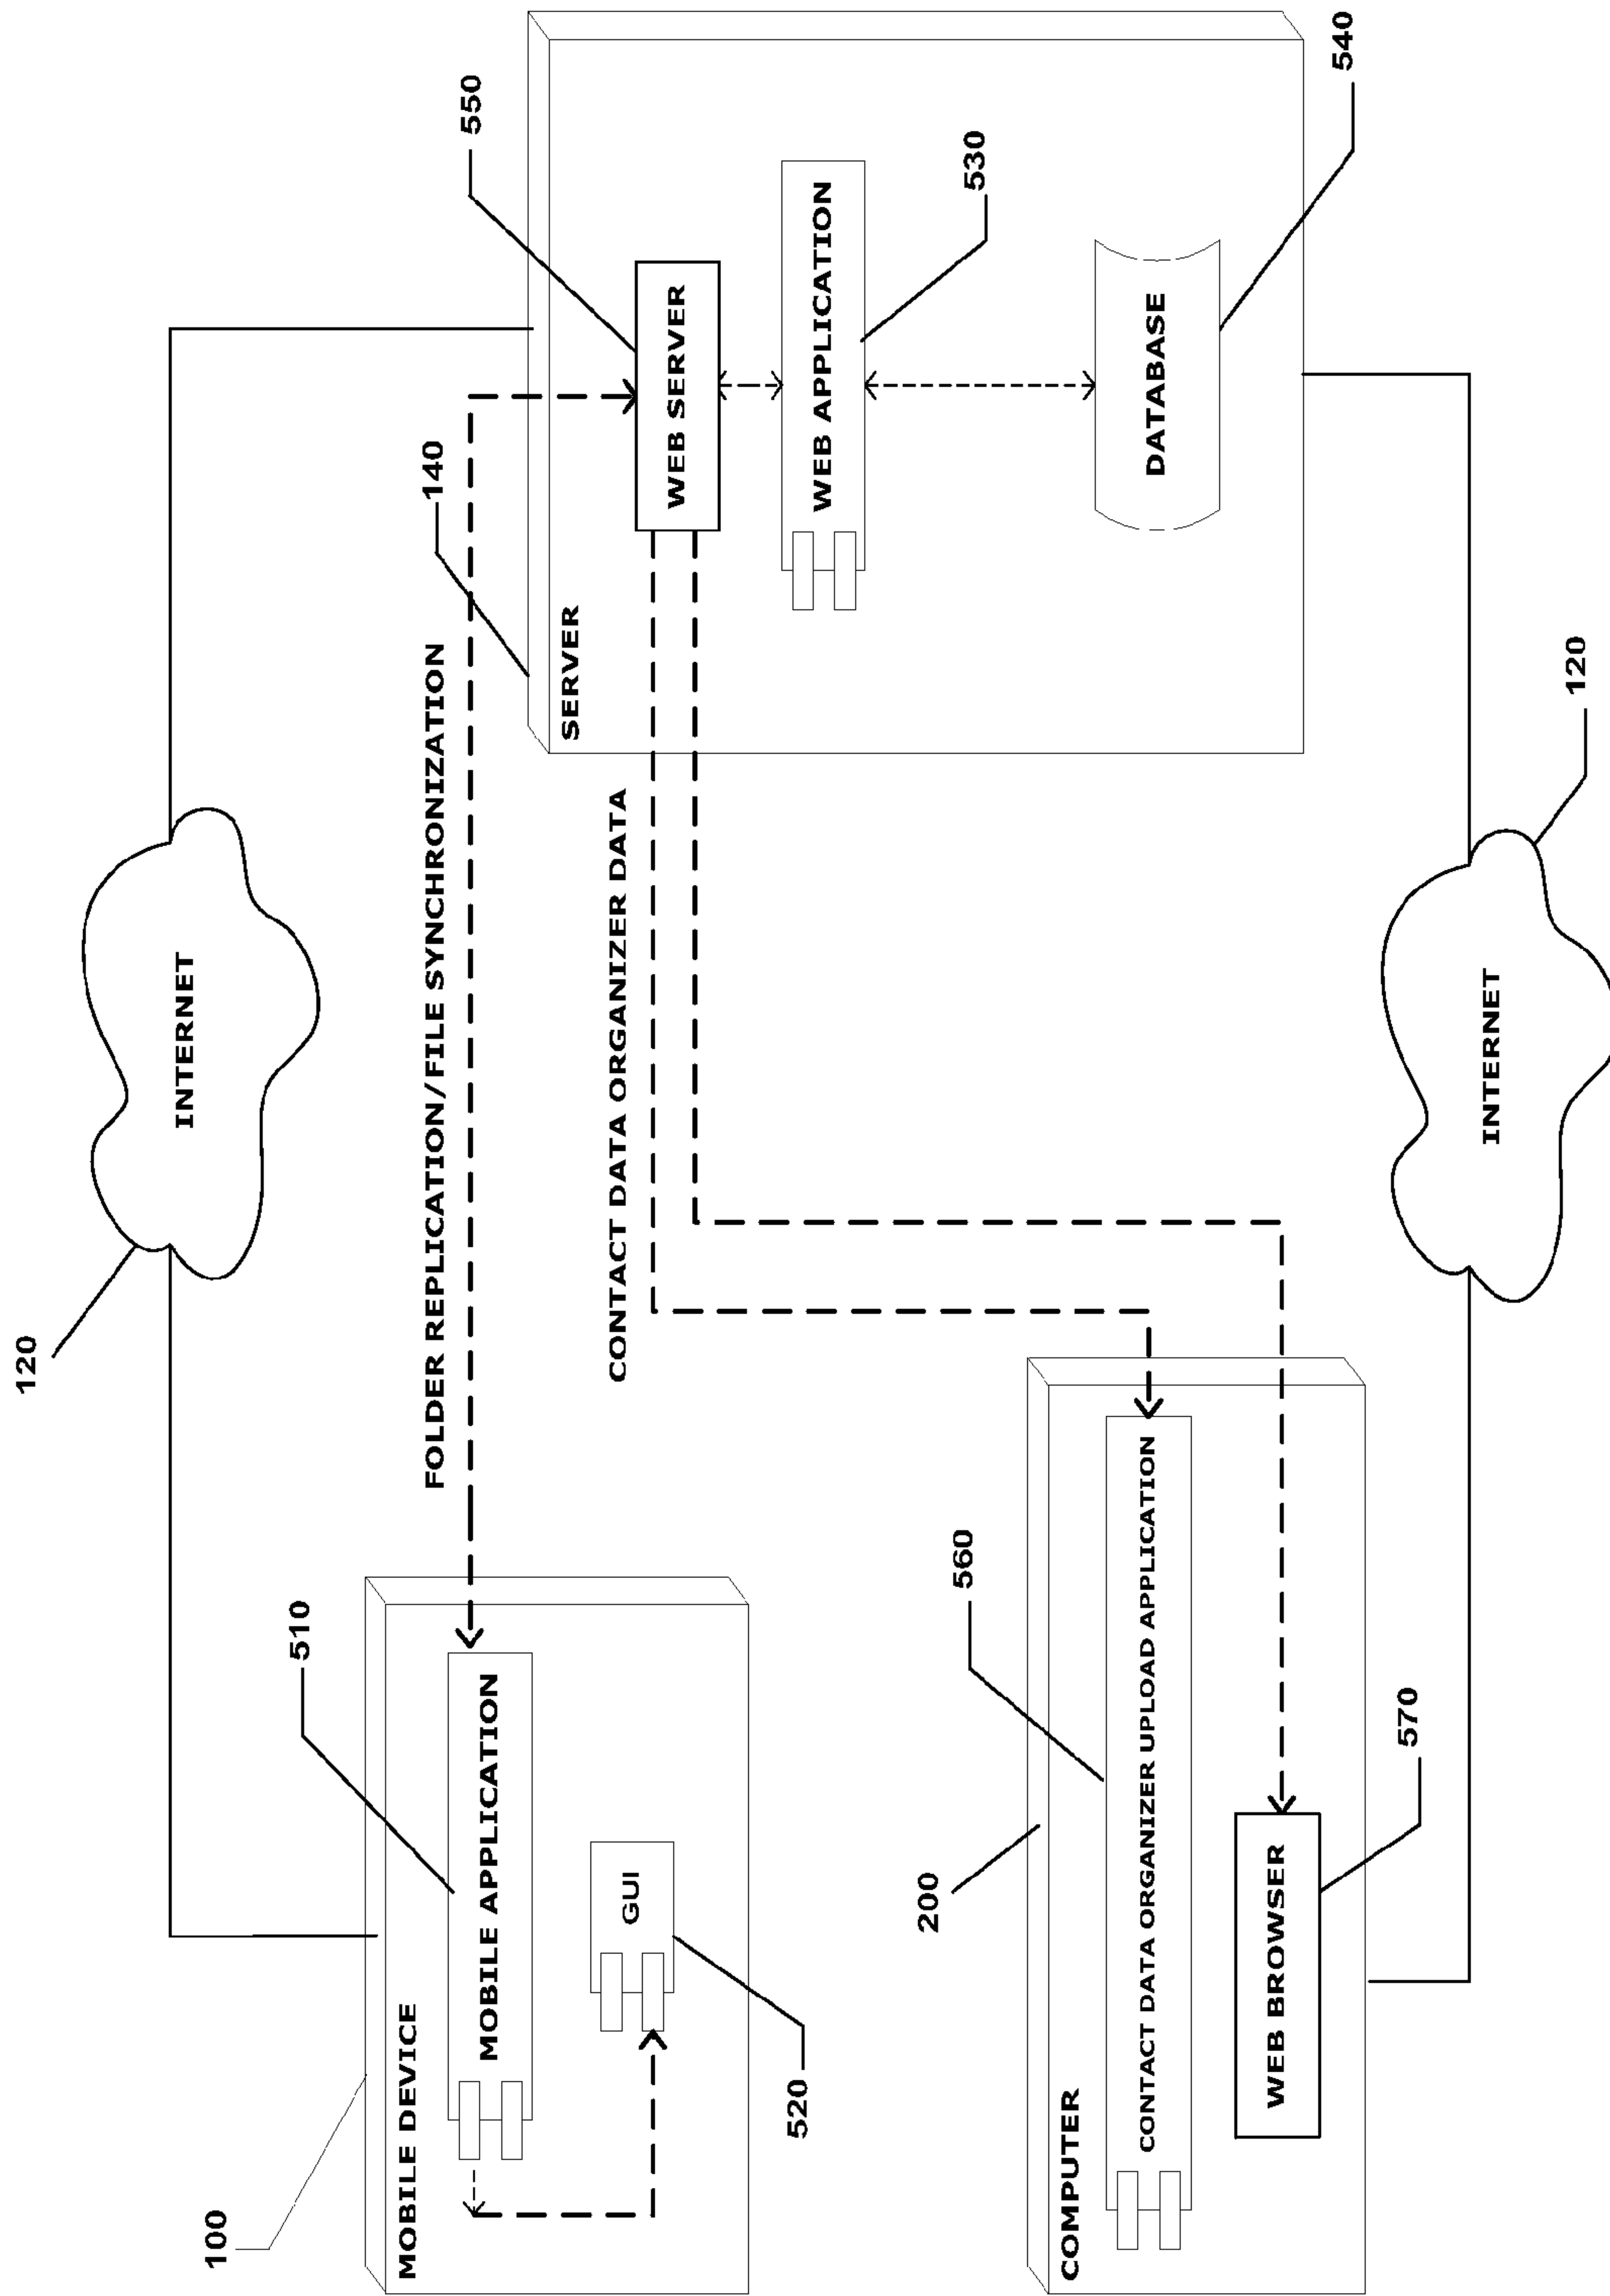 120
INTERNET
550
140
SERVER
WEB SERVER
WEB APPLICATION
530
DATABASE
540
FOLDER REPLICATION/FILE SYNCHRONIZATION
CONTACT DATA ORGANIZER DATA
100
MOBILE DEVICE
510
MOBILE APPLICATION
GUI
520
200
COMPUTER
560
CONTACT DATA ORGANIZER UPLOAD APPLICATION
WEB BROWSER
570
INTERNET
120